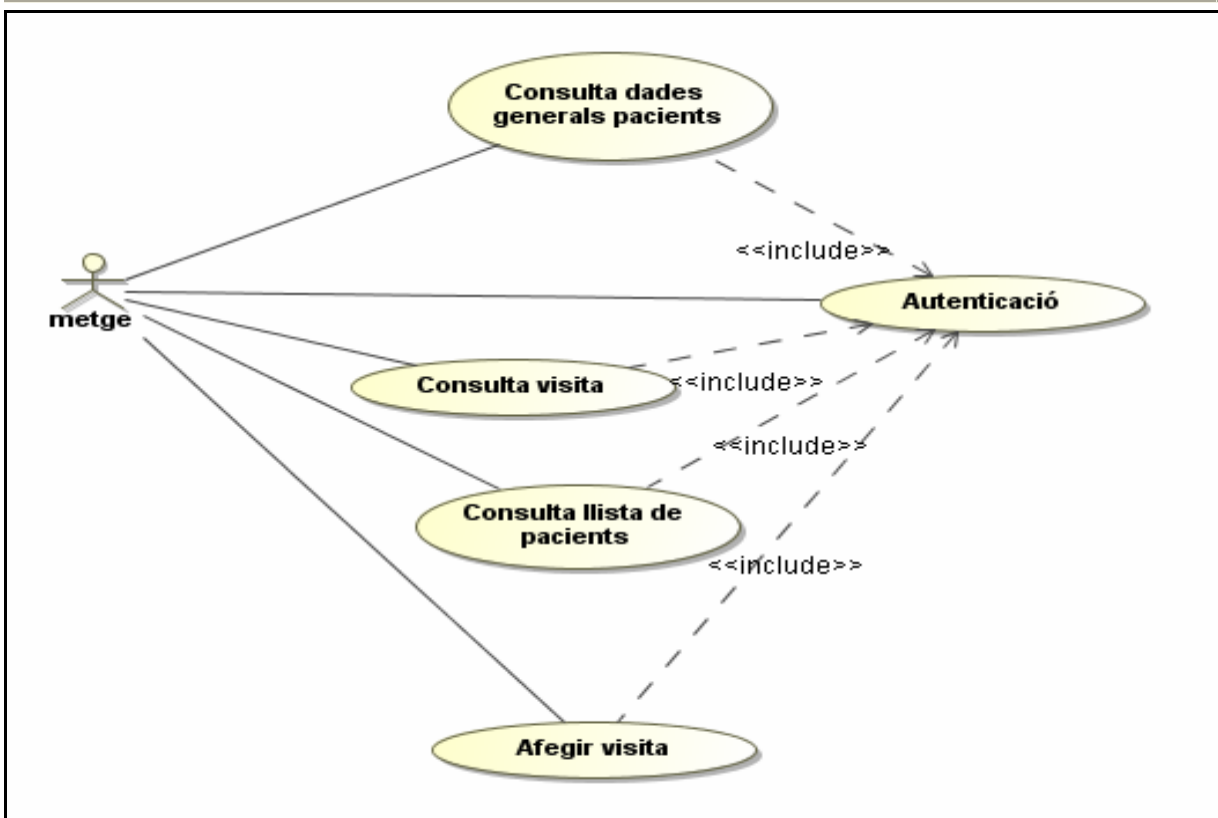 Consulta dades
generals pacients
<<include>>
Autenticació
metge
Consulta visita
<<include>>
<<include>>
Consulta llista de
pacients
<<include>>
Afegir visita